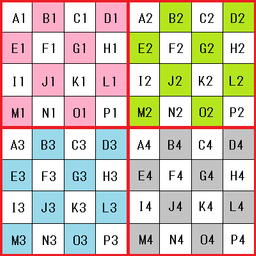 A1 B1 C1 D1 A2 B2 C2 D2
E1 F1 G1 H1 E2 F2 G2 H2
I1 J1 K1 L1 I2 J2 K2 L2
M1 N1 O1 P1 M2 N2 O2 P2
A3 B3 C3 D3 A4 B4 C4 D4
E3 F3 G3 H3 E4 F4 G4 H4
I3 J3 K3 L3 I4 J4 K4 L4
M3 N3 O3 P3 M4 N4 O4 P4